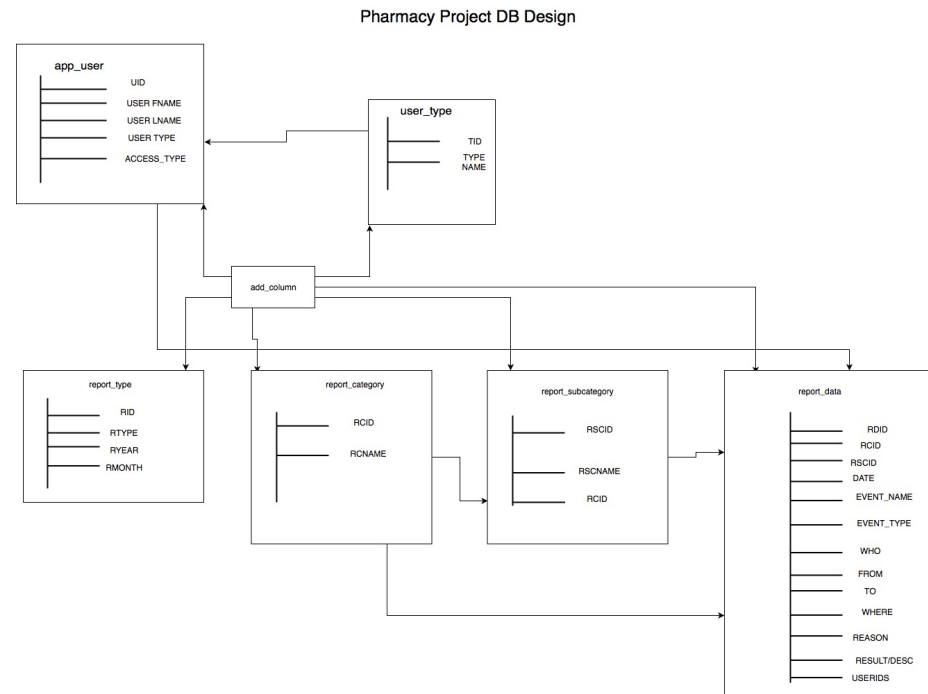 Pharmacy Project DB Design
app_user
UID
USER FNAME
USER LNAME
USER TYPE
ACCESS_TYPE
user_type
TID
TYPE
NAME
add_column
report_type
RID
RTYPE
RYEAR
RMONTH
report_category
RCID
RCNAME
report_subcategory
RSCID
RSCNAME
RCID
report_data
RDID
RCID
RSCID
DATE
EVENT_NAME
EVENT_TYPE
WHO
FROM
TO
WHERE
REASON
RESULT/DESC
USERIDS